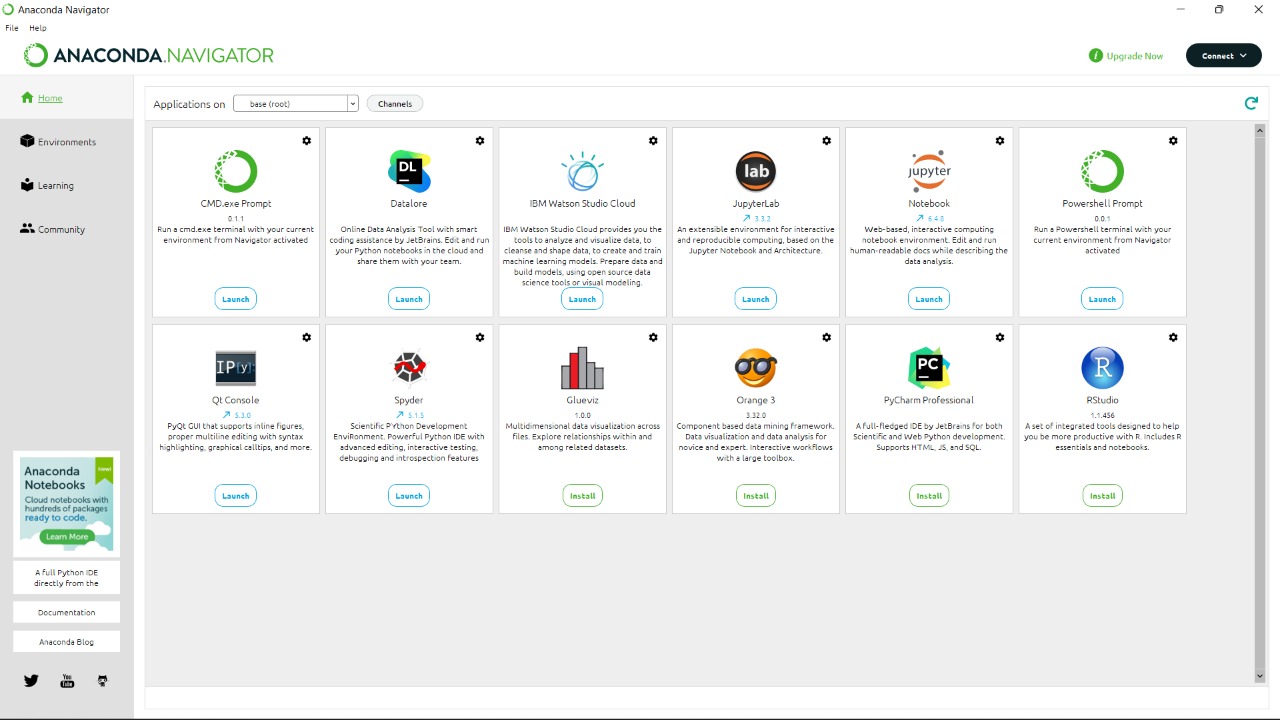 Anaconda Navigator
File Help
ANACONDA.NAVIGATOR
Upgrade Now
Connect
Home
Environments
Learning
Community
Applications on
base (root)
Channels
CMD.exe Prompt
0.1.1
Run a cmd.exe terminal with your current
environment from Navigator activated
Launch
DL
Datalore
Online Data Analysis Tool with smart
coding assistance by JetBrains. Edit and run
your Python notebooks in the cloud and
share them with your team.
Launch
IBM Watson Studio Cloud
IBM Watson Studio Cloud provides you the
tools to analyze and visualize data, to
cleanse and shape data, to create and train
machine learning models. Prepare data and
build models, using open source data
science tools or visual modeling.
Launch
lab
JupyterLab
3.3.2
An extensible environment for interactive
and reproducible computing, based on the
Jupyter Notebook and Architecture.
Launch
jupyter
Notebook
6.4.8
Web-based, interactive computing
notebook environment. Edit and run
human-readable docs while describing the
data analysis.
Launch
Powershell Prompt
0.0.1
Run a Powershell terminal with your
current environment from Navigator
activated
Launch
IP[y]:
Qt Console
5.3.0
PyQt GUI that supports inline figures,
proper multiline editing with syntax
highlighting, graphical calltips, and more.
Launch
Spyder
5.1.5
Scientific PYthon Development
EnviRonment. Powerful Python IDE with
advanced editing, interactive testing,
debugging and introspection features
Launch
Glueviz
1.0.0
Multidimensional data visualization across
files. Explore relationships within and
among related datasets.
Install
Orange 3
3.32.0
Component based data mining framework.
Data visualization and data analysis for
novice and expert. Interactive workflows
with a large toolbox.
Install
PC
PyCharm Professional
A full-fledged IDE by JetBrains for both
Scientific and Web Python development.
Supports HTML, JS, and SQL.
Install
R
RStudio
1.1.456
A set of integrated tools designed to help
you be more productive with R. Includes R
essentials and notebooks.
Install
New!
Anaconda
Notebooks
Cloud notebooks with
hundreds of packages
ready to code.
Learn More
A full Python IDE
directly from the
Documentation
Anaconda Blog
You
Tube